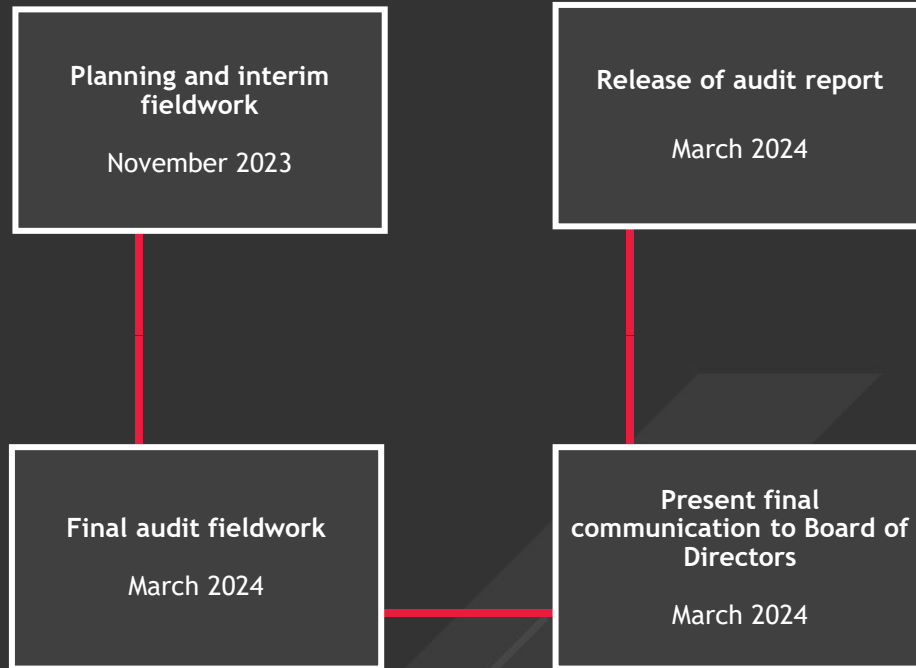 Planning and interim
fieldwork
November 2023
Final audit fieldwork
March 2024
Present final
communication to Board of
Directors
March 2024
Release of audit report
March 2024